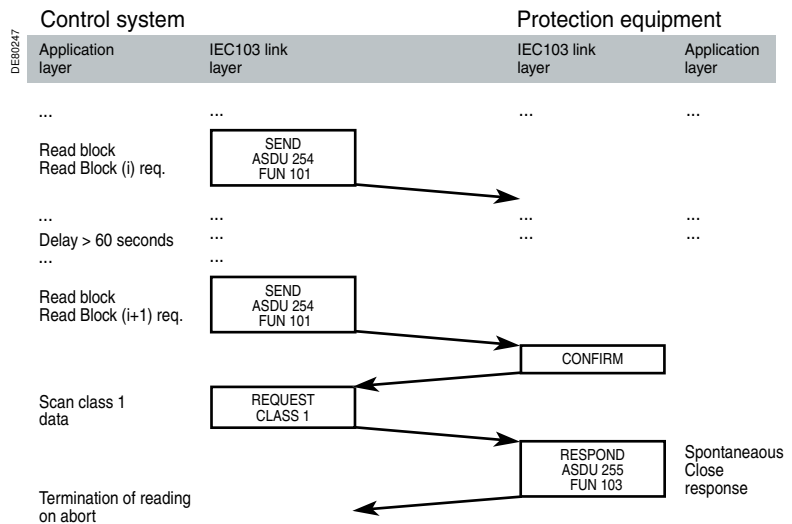 Control system Protection equipment
DE80247
Application layer IEC103 link layer IEC103 link layer Application layer
... ... ... ...
Read block
Read Block (i) req.
SEND
ASDU 254
FUN 101
... ... ... ...
Delay > 60 seconds ... ... ...
... ...
Read block
Read Block (i+1) req.
SEND
ASDU 254
FUN 101
CONFIRM
Scan class 1
data
REQUEST
CLASS 1
RESPOND
ASDU 255
FUN 103
Spontaneaous
Close
response
Termination of reading
on abort